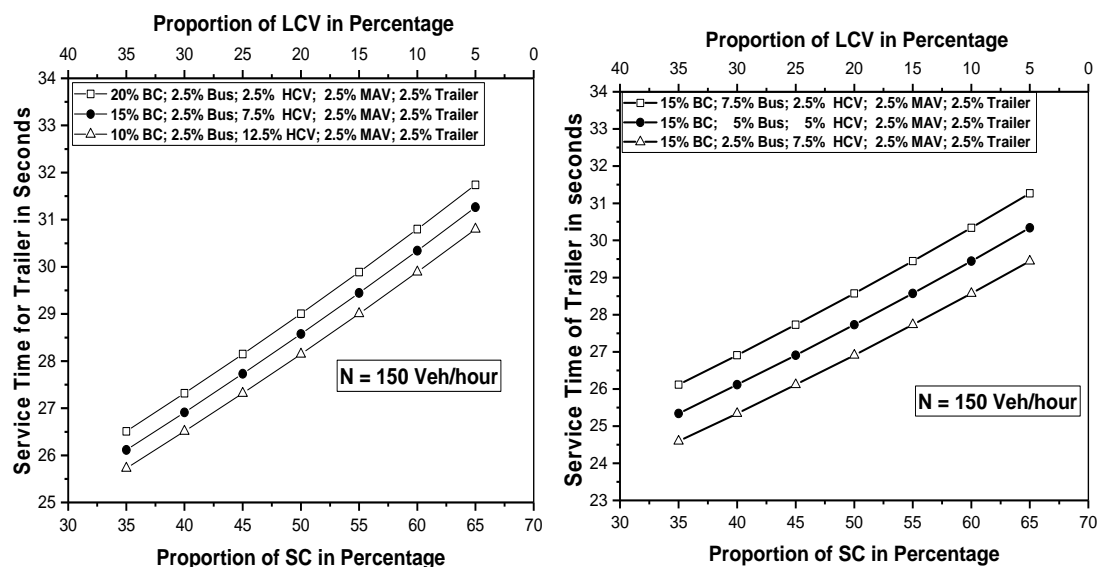 Proportion of LCV in Percentage
40 35 30 25 20 15 10 5 0
34
33
32
31
30
29
28
27
26
25
Service Time for Trailer in Seconds
20% BC; 2.5% Bus; 2.5% HCV; 2.5% MAV; 2.5% Trailer
15% BC; 2.5% Bus; 7.5% HCV; 2.5% MAV; 2.5% Trailer
10% BC; 2.5% Bus; 12.5% HCV; 2.5% MAV; 2.5% Trailer
N = 150 Veh/hour
30 35 40 45 50 55 60 65 70
Proportion of SC in Percentage
Proportion of LCV in Percentage
40 35 30 25 20 15 10 5 0
34
33
32
31
30
29
28
27
26
25
24
23
Service Time of Trailer in seconds
15% BC; 7.5% Bus; 2.5% HCV; 2.5% MAV; 2.5% Trailer
15% BC; 5% Bus; 5% HCV; 2.5% MAV; 2.5% Trailer
15% BC; 2.5% Bus; 7.5% HCV; 2.5% MAV; 2.5% Trailer
N = 150 Veh/hour
30 35 40 45 50 55 60 65 70
Proportion of SC in Percentage